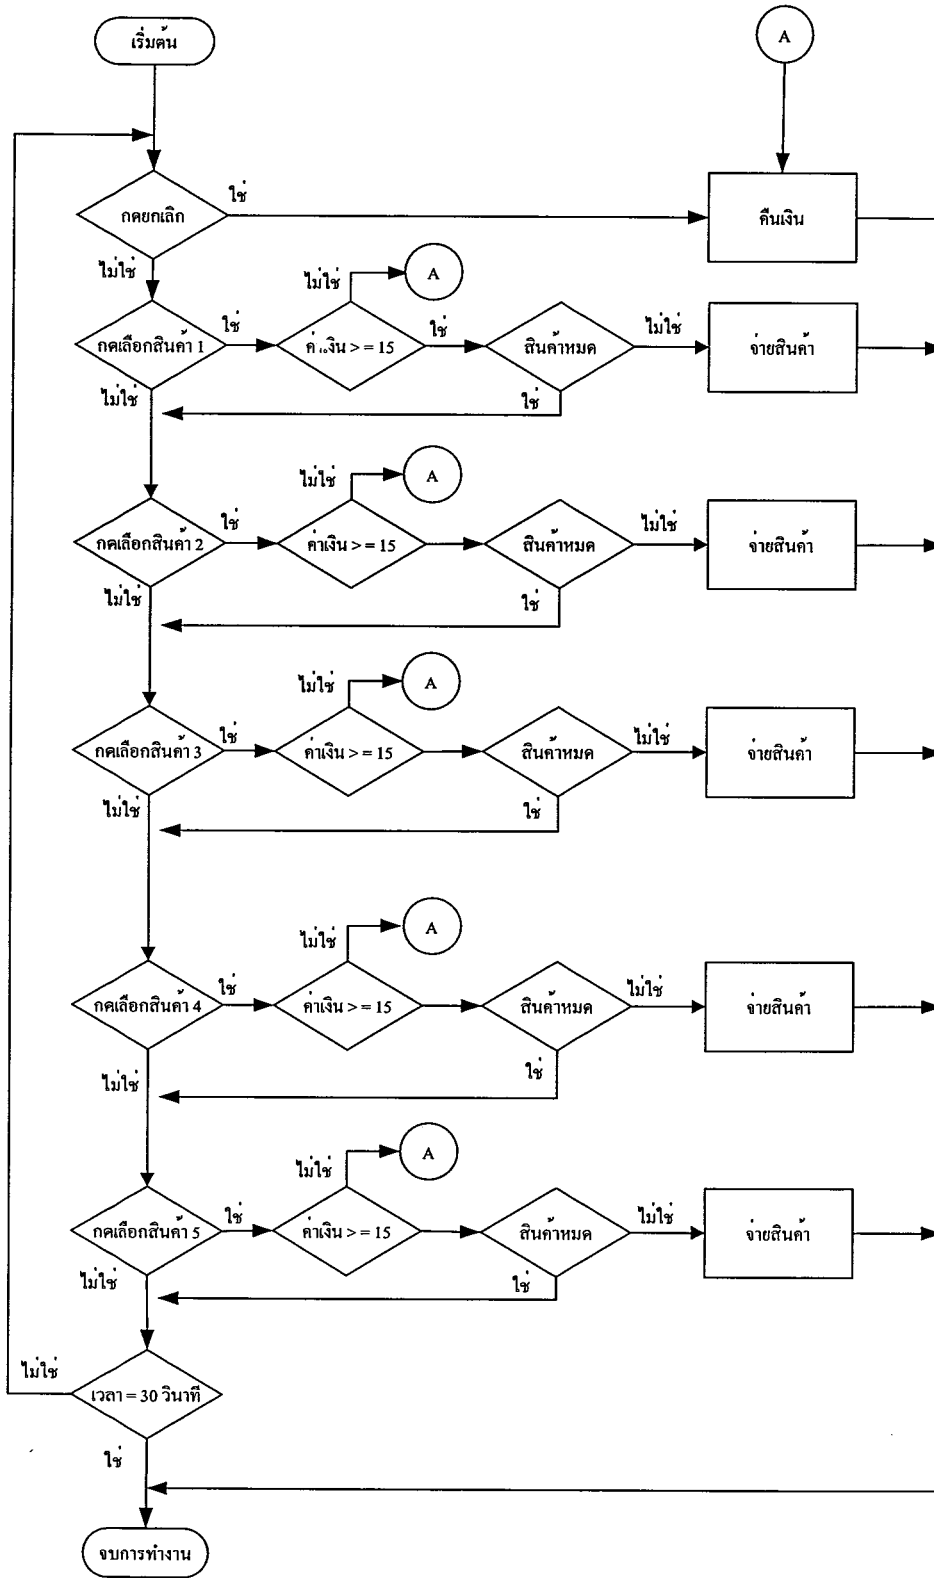 เริ่มต้น
A
กดยกเลิก
ใช่
คืนเงิน
ไม่ใช่
ไม่ใช่
A
กดเลือกสินค้า 1
ใช่
เงิน > = 15
ใช่
สินค้าหมด
ไม่ใช่
จ่ายสินค้า
ไม่ใช่
ใช่
ไม่ใช่
A
กดเลือกสินค้า 2
ใช่
ค่าเงิน > = 15
สินค้าหมด
ไม่ใช่
จ่ายสินค้า
ไม่ใช่
ใช่
ไม่ใช่
A
กดเลือกสินค้า 3
ใช่
ค่าเงิน > = 15
สินค้าหมด
ไม่ใช่
จ่ายสินค้า
ไม่ใช่
ใช่
ไม่ใช่
A
กดเลือกสินค้า 4
ใช่
ค่าเงิน > = 15
สินค้าหมด
ไม่ใช่
จ่ายสินค้า
ไม่ใช่
ใช่
ไม่ใช่
A
กดเลือกสินค้า 5
ใช่
ค่าเงิน > = 15
สินค้าหมด
ไม่ใช่
จ่ายสินค้า
ไม่ใช่
ใช่
ไม่ใช่
เวลา = 30 วินาที
ใช่
จบการทำงาน